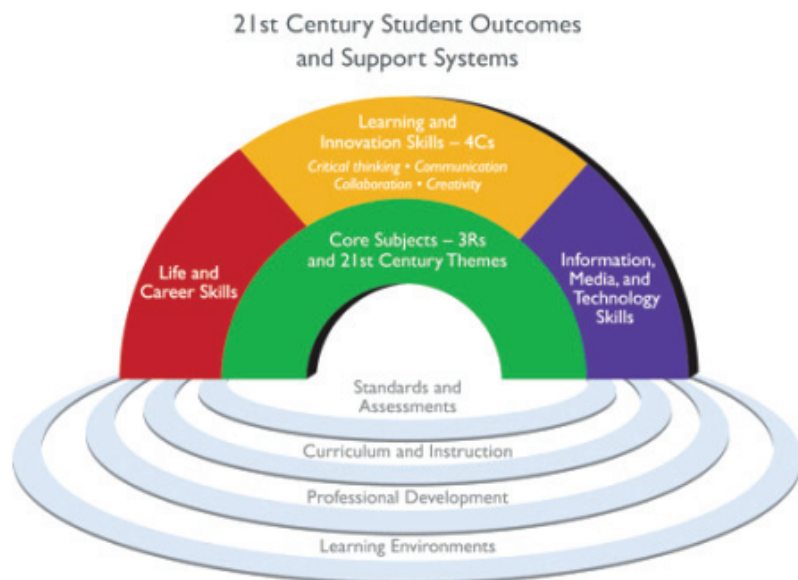 21st Century Student Outcomes
and Support Systems
Learning and
Innovation Skills – 4Cs
Critical thinking • Communication
Collaboration • Creativity
Core Subjects – 3Rs
and 21st Century Themes
Life and
Career Skills
Information,
Media, and
Technology
Skills
Standards and
Assessments
Curriculum and Instruction
Professional Development
Learning Environments